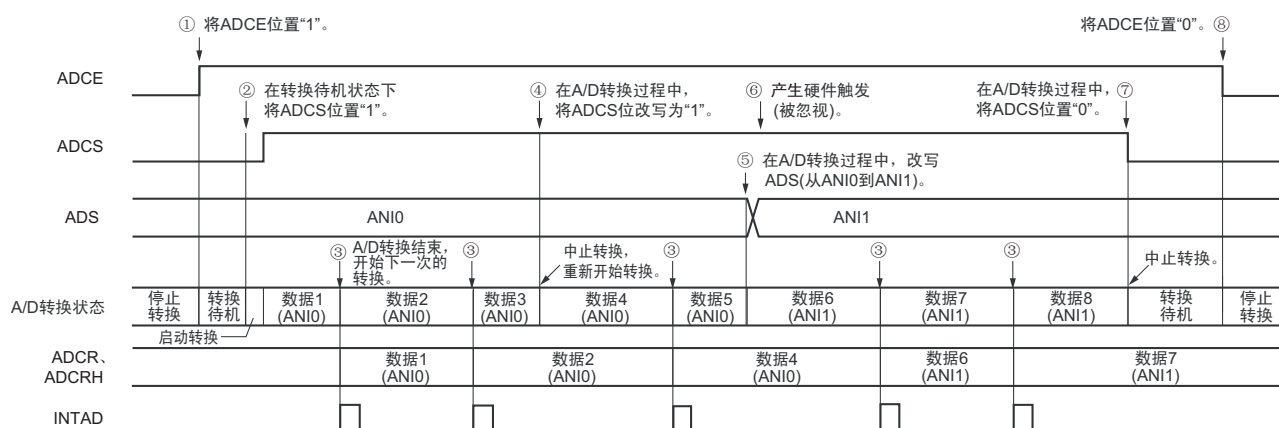 ① 将ADCE位置“1”。
将ADCE位置“0”。⑧
ADCE
② 在转换待机状态下
将ADCS位置“1”。
④ 在A/D转换过程中，
将ADCS位改写为“1”。
⑥ 产生硬件触发
(被忽视)。
在A/D转换过程中，⑦
将ADCS位置“0”。
ADCS
⑤ 在A/D转换过程中，改写
ADS(从ANI0到ANI1)。
ADS
ANI0
ANI1
③ A/D转换结束，
开始下一次的
转换。
③
中止转换，
重新开始转换。
③
③
③
中止转换。
A/D转换状态
停止
转换
转换
待机
数据1
(ANI0)
数据2
(ANI0)
数据3
(ANI0)
数据4
(ANI0)
数据5
(ANI0)
数据6
(ANI1)
数据7
(ANI1)
数据8
(ANI1)
转换
待机
停止
转换
启动转换
ADCR、
ADCRH
数据1
(ANI0)
数据2
(ANI0)
数据4
(ANI0)
数据6
(ANI1)
数据7
(ANI1)
INTAD